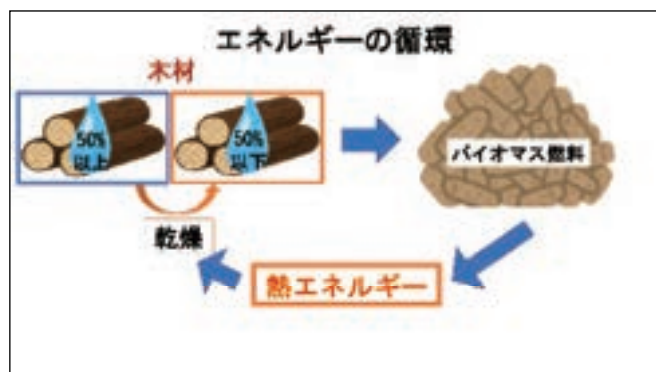 エネルギーの循環
木材
50%
以上
50%
以下
バイオマス燃料
乾燥
熱エネルギー